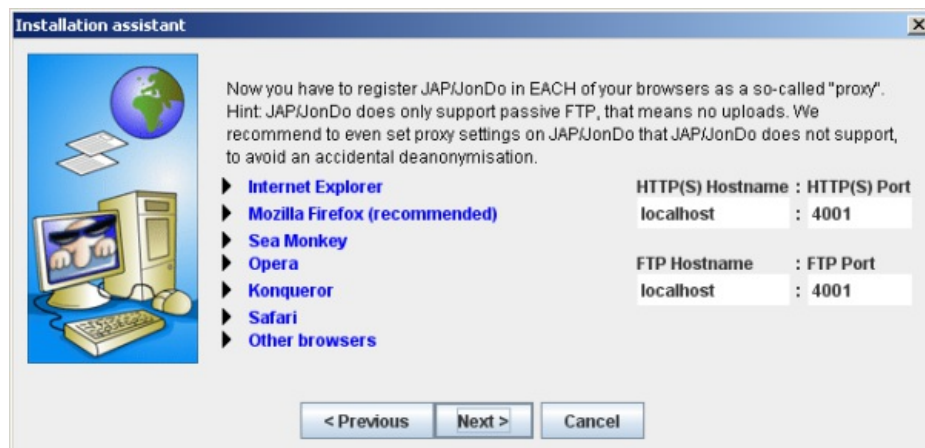 Installation assistant
Now you have to register JAP/JonDo in EACH of your browsers as a so-called "proxy".
Hint: JAP/JonDo does only support passive FTP, that means no uploads. We
recommend to even set proxy settings on JAP/JonDo that JAP/JonDo does not support,
to avoid an accidental deanonymisation.
Internet Explorer
HTTP(S) Hostname : HTTP(S) Port
Mozilla Firefox (recommended)
localhost : 4001
Sea Monkey
Opera
FTP Hostname : FTP Port
Konqueror
localhost : 4001
Safari
Other browsers
< Previous
Next >
Cancel